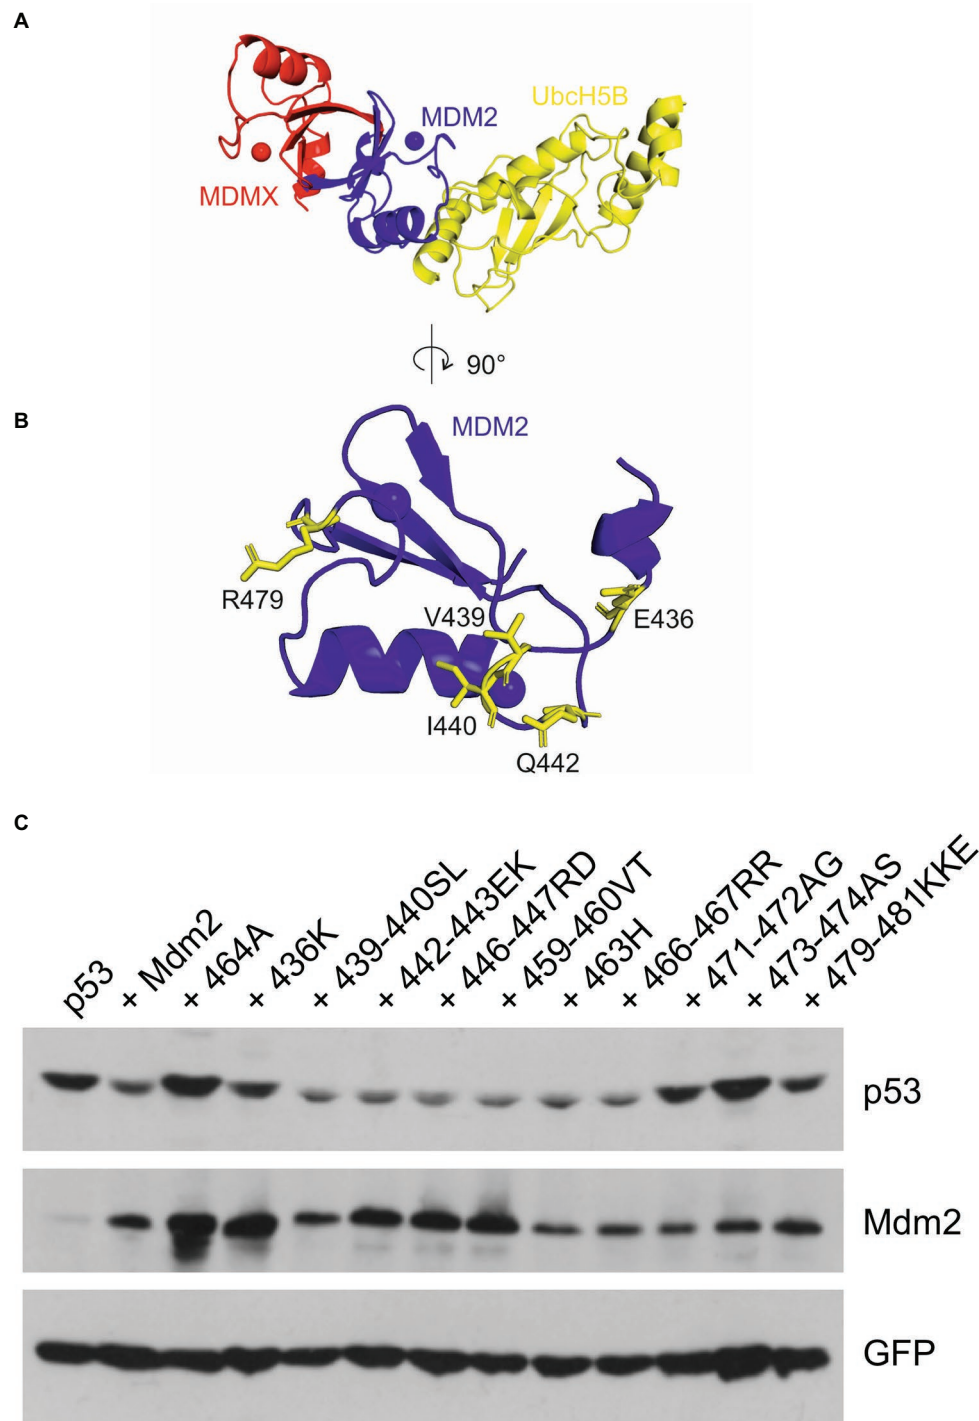 A
UbcH5B
MDM2
MDMX
90°
B
MDM2
R479
V439
E436
I440
Q442
C
p53
+ Mdm2
+ 464A
+ 436K
+ 439-440SL
+ 442-443EK
+ 446-447RD
+ 459-460VT
+ 463H
+ 466-467RR
+ 471-472AG
+ 473-474AS
+ 479-481KKE
p53
Mdm2
GFP